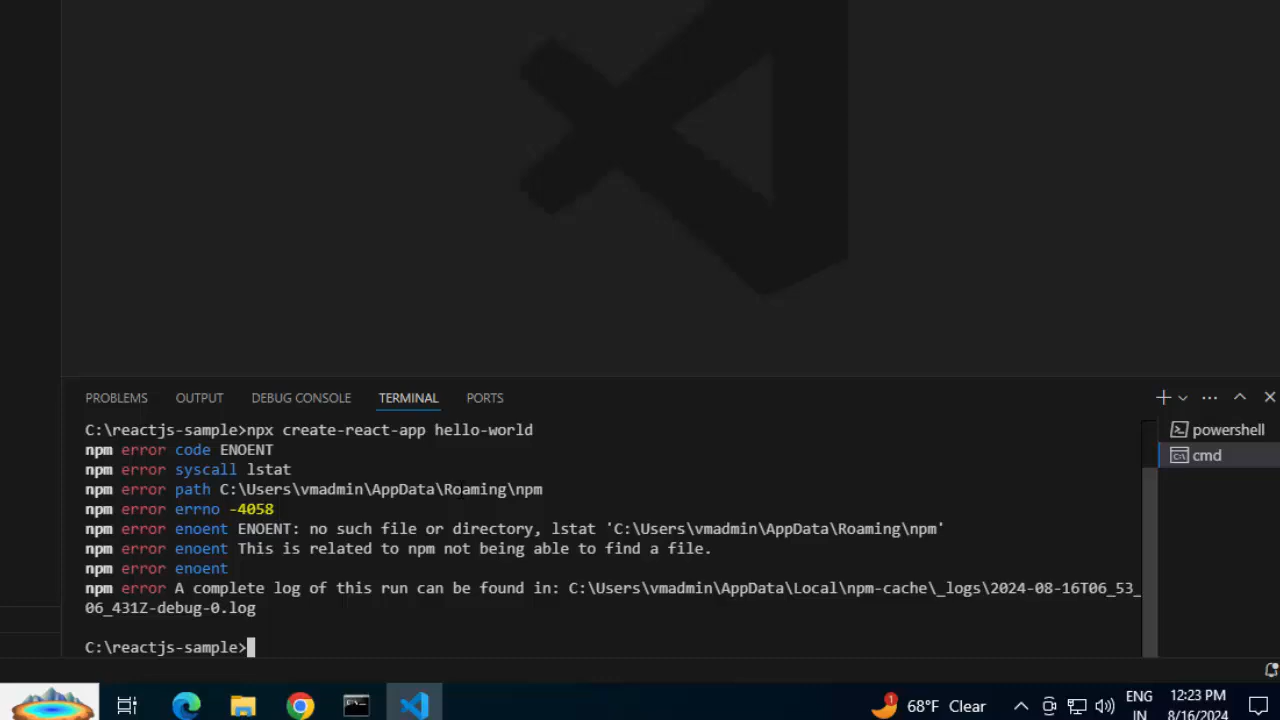 PROBLEMS OUTPUT DEBUG CONSOLE TERMINAL PORTS
C:\reactjs-sample>npx create-react-app hello-world
npm error code ENOENT
npm error syscall lstat
npm error path C:\Users\vmadmin\AppData\Roaming\npm
npm error errno -4058
npm error enoent ENOENT: no such file or directory, lstat 'C:\Users\vmadmin\AppData\Roaming\npm'
npm error enoent This is related to npm not being able to find a file.
npm error enoent
npm error A complete log of this run can be found in: C:\Users\vmadmin\AppData\Local\npm-cache\_logs\2024-08-16T06_53_
06_431Z-debug-0.log
C:\reactjs-sample>
powershell
cmd
1
68°F Clear
ENG
IN
12:23 PM
8/16/2024